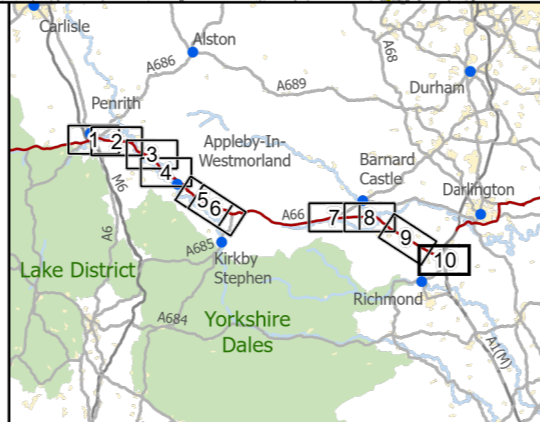 Carlisle
Alston
A686
A68
A689
Durham
Penrith
1
2
3
4
5
6
Appleby-In-
Westmorland
Barnard
Castle
Darlington
M6
A6
A66
7
8
9
10
A685
Kirkby
Stephen
Lake District
Richmond
A684
Yorkshire
Dales
A1(M)